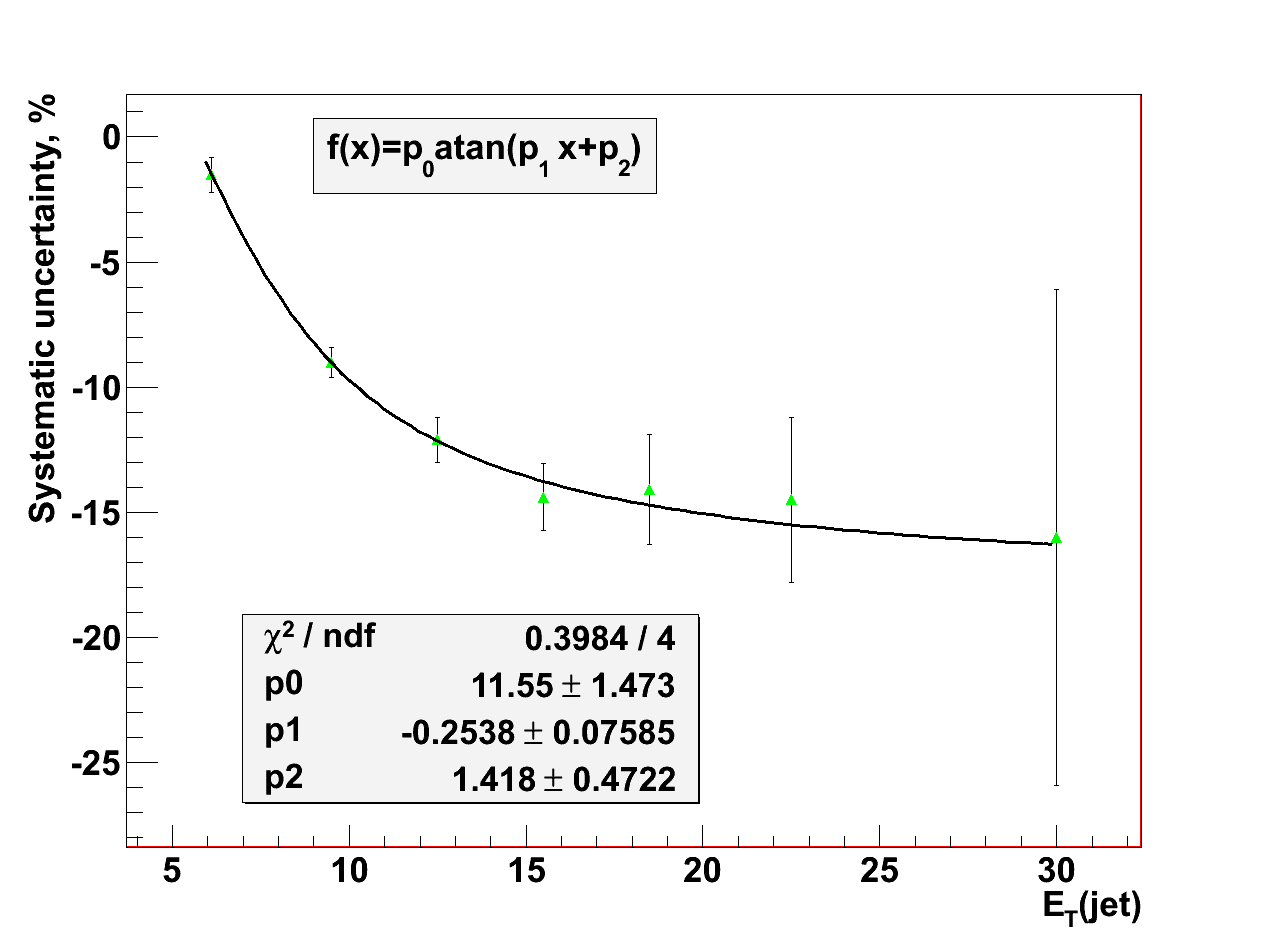 Systematic uncertainty, %
f(x)=p0atan(p1 x+p2)
0
-5
-10
-15
-20
-25
χ2 / ndf 0.3984 / 4
p0 11.55 ± 1.473
p1 -0.2538 ± 0.07585
p2 1.418 ± 0.4722
5 10 15 20 25 30
ET(jet)